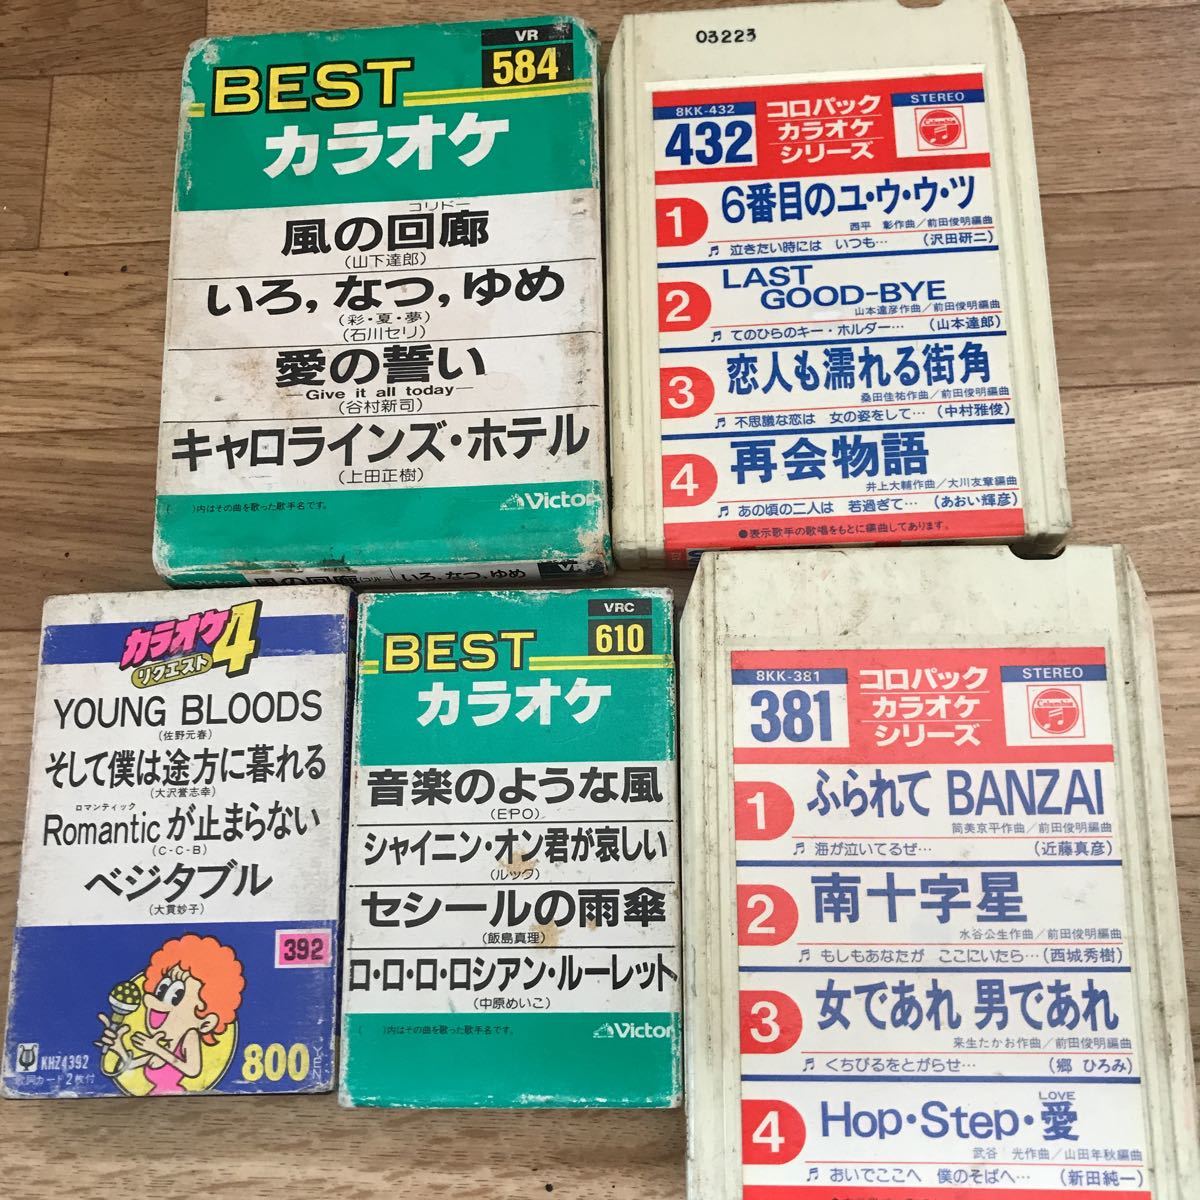 VR
584
BEST
カラオケ
コリドー
風の回廊
(山下達郎)
いろ,なつ,ゆめ
(彩・夏・夢)
(石川セリ)
愛の誓い
—Give it all today—
(谷村新司)
キャロラインズ・ホテル
(上田正樹)
( )内はその曲を歌った歌手名です。
Victor
風の回廊
いろ,なつ,ゆめ
03223
8KK-432
432
コロパック
カラオケ
シリーズ
STEREO
Columbia
1
6番目のユ・ウ・ウ・ツ
西平 彰作曲/前田俊明編曲
♬ 泣きたい時には いつも… (沢田研二)
2
LAST
GOOD-BYE
山本達彦作曲/前田俊明編曲
♬ てのひらのキー・ホルダー… (山本達郎)
3
恋人も濡れる街角
桑田佳祐作曲/前田俊明編曲
♬ 不思議な恋は 女の姿をして… (中村雅俊)
4
再会物語
井上大輔作曲/大川友章編曲
♬ あの頃の二人は 若過ぎて… (あおい輝彦)
●表示歌手の歌唱をもとに編曲してあります。
カラオケ
リクエスト4
YOUNG BLOODS
(佐野元春)
そして僕は途方に暮れる
(大沢誉志幸)
ロマンティック
Romanticが止まらない
(C-C-B)
ベジタブル
(大貫妙子)
392
KHZ4392
歌詞カード2枚付
800
YEN
VRC
610
BEST
カラオケ
音楽のような風
(EPO)
シャイニン・オン君が哀しい
(ルック)
セシールの雨傘
(飯島真理)
ロ・ロ・ロ・ロシアン・ルーレット
(中原めいこ)
( )内はその曲を歌った歌手名です。
Victor
8KK-381
381
コロパック
カラオケ
シリーズ
STEREO
Columbia
1
ふられて BANZAI
筒美京平作曲/前田俊明編曲
♬ 海が泣いてるぜ… (近藤真彦)
2
南十字星
水谷公生作曲/前田俊明編曲
♬ もしもあなたが ここにいたら… (西城秀樹)
3
女であれ 男であれ
来生たかお作曲/前田俊明編曲
♬ くちびるをとがらせ… (郷 ひろみ)
4
LOVE
Hop・Step・愛
武谷 光作曲/山田年秋編曲
♬ おいでここへ 僕のそばへ… (新田純一)